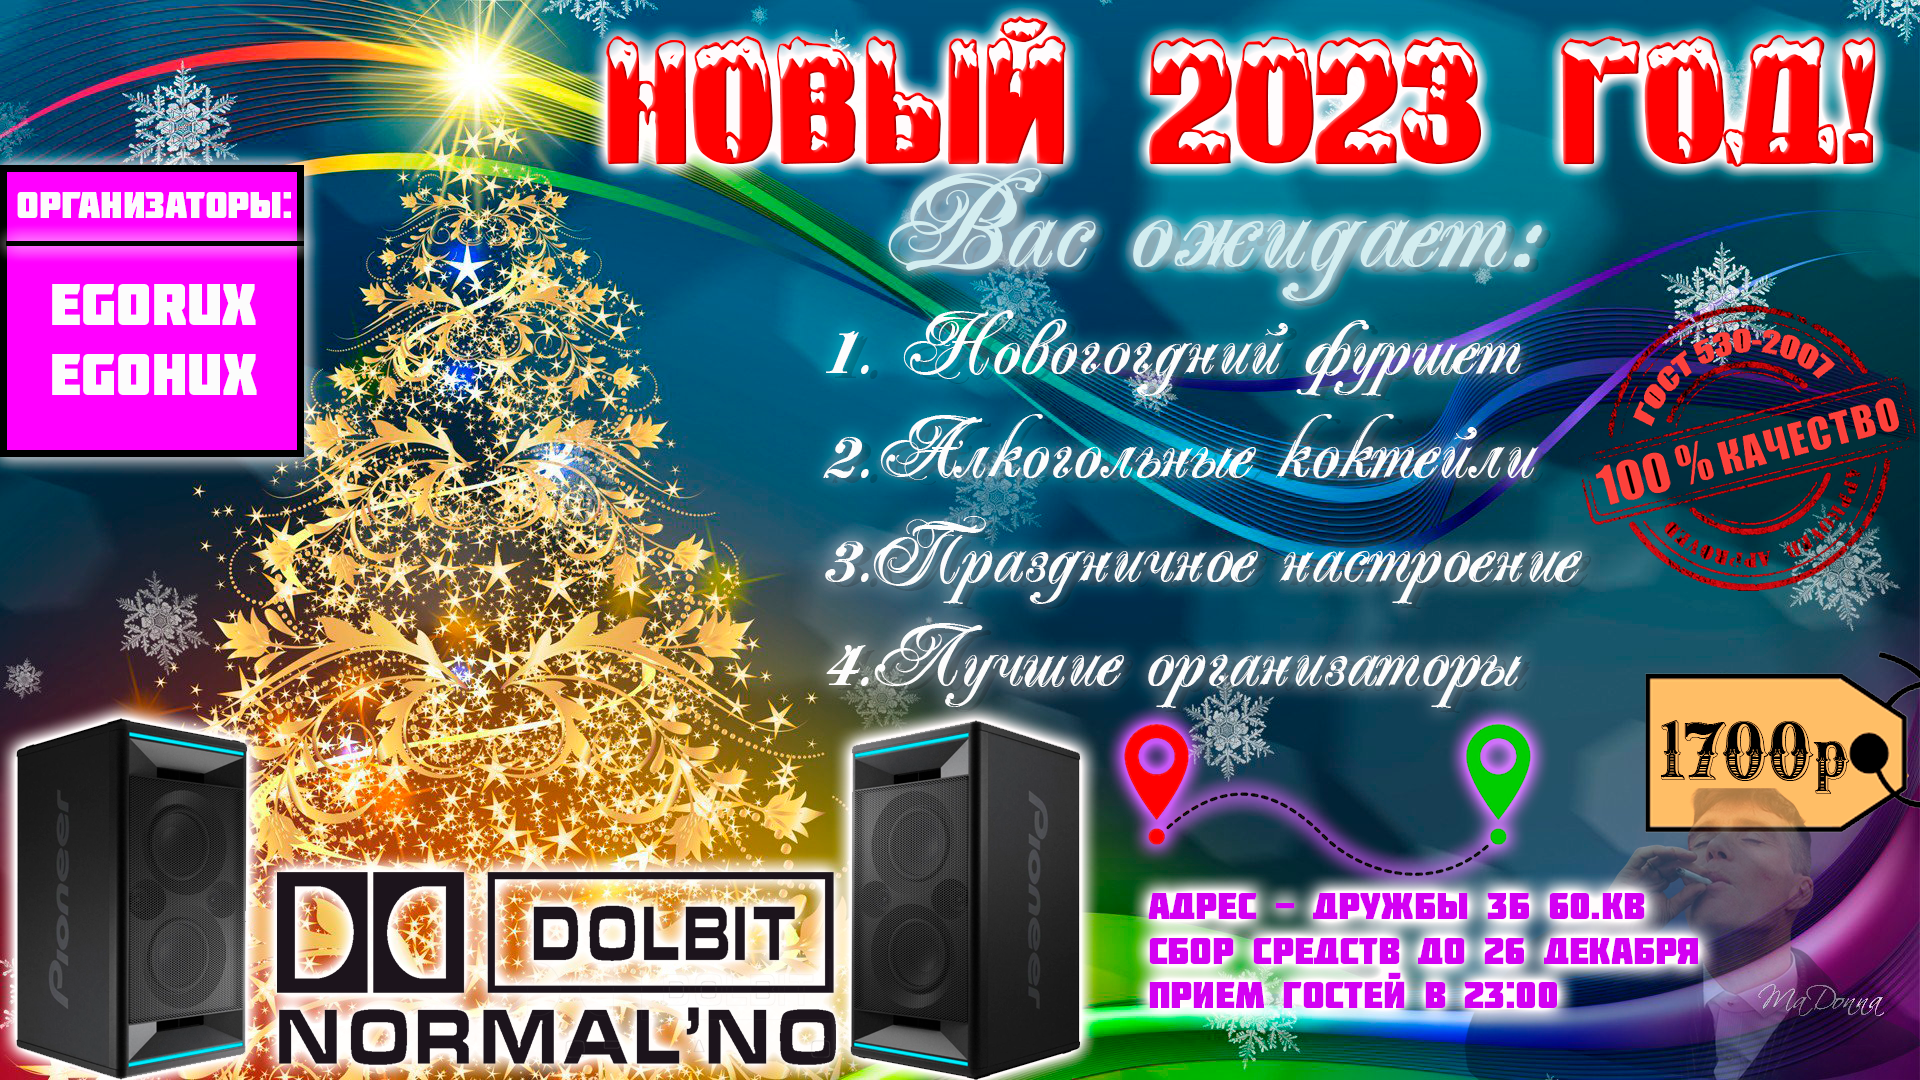 НОВЫЙ 2023 ГОД!
ОРГАНИЗАТОРЫ:
EGORUX
EGOHUX
Вас ожидает:
1. Новогогдний фуршет
2. Алкогольные коктейли
3.Праздничное настроение
4.Лучшие организаторы
ГОСТ 530-2007
100 % КАЧЕСТВО
1700р
Pioneer
Pioneer
DOLBIT
NORMAL'NO
АДРЕС - ДРУЖБЫ 3Б 60.КВ
СБОР СРЕДСТВ ДО 26 ДЕКАБРЯ
ПРИЕМ ГОСТЕЙ В 23:00
MaDonna